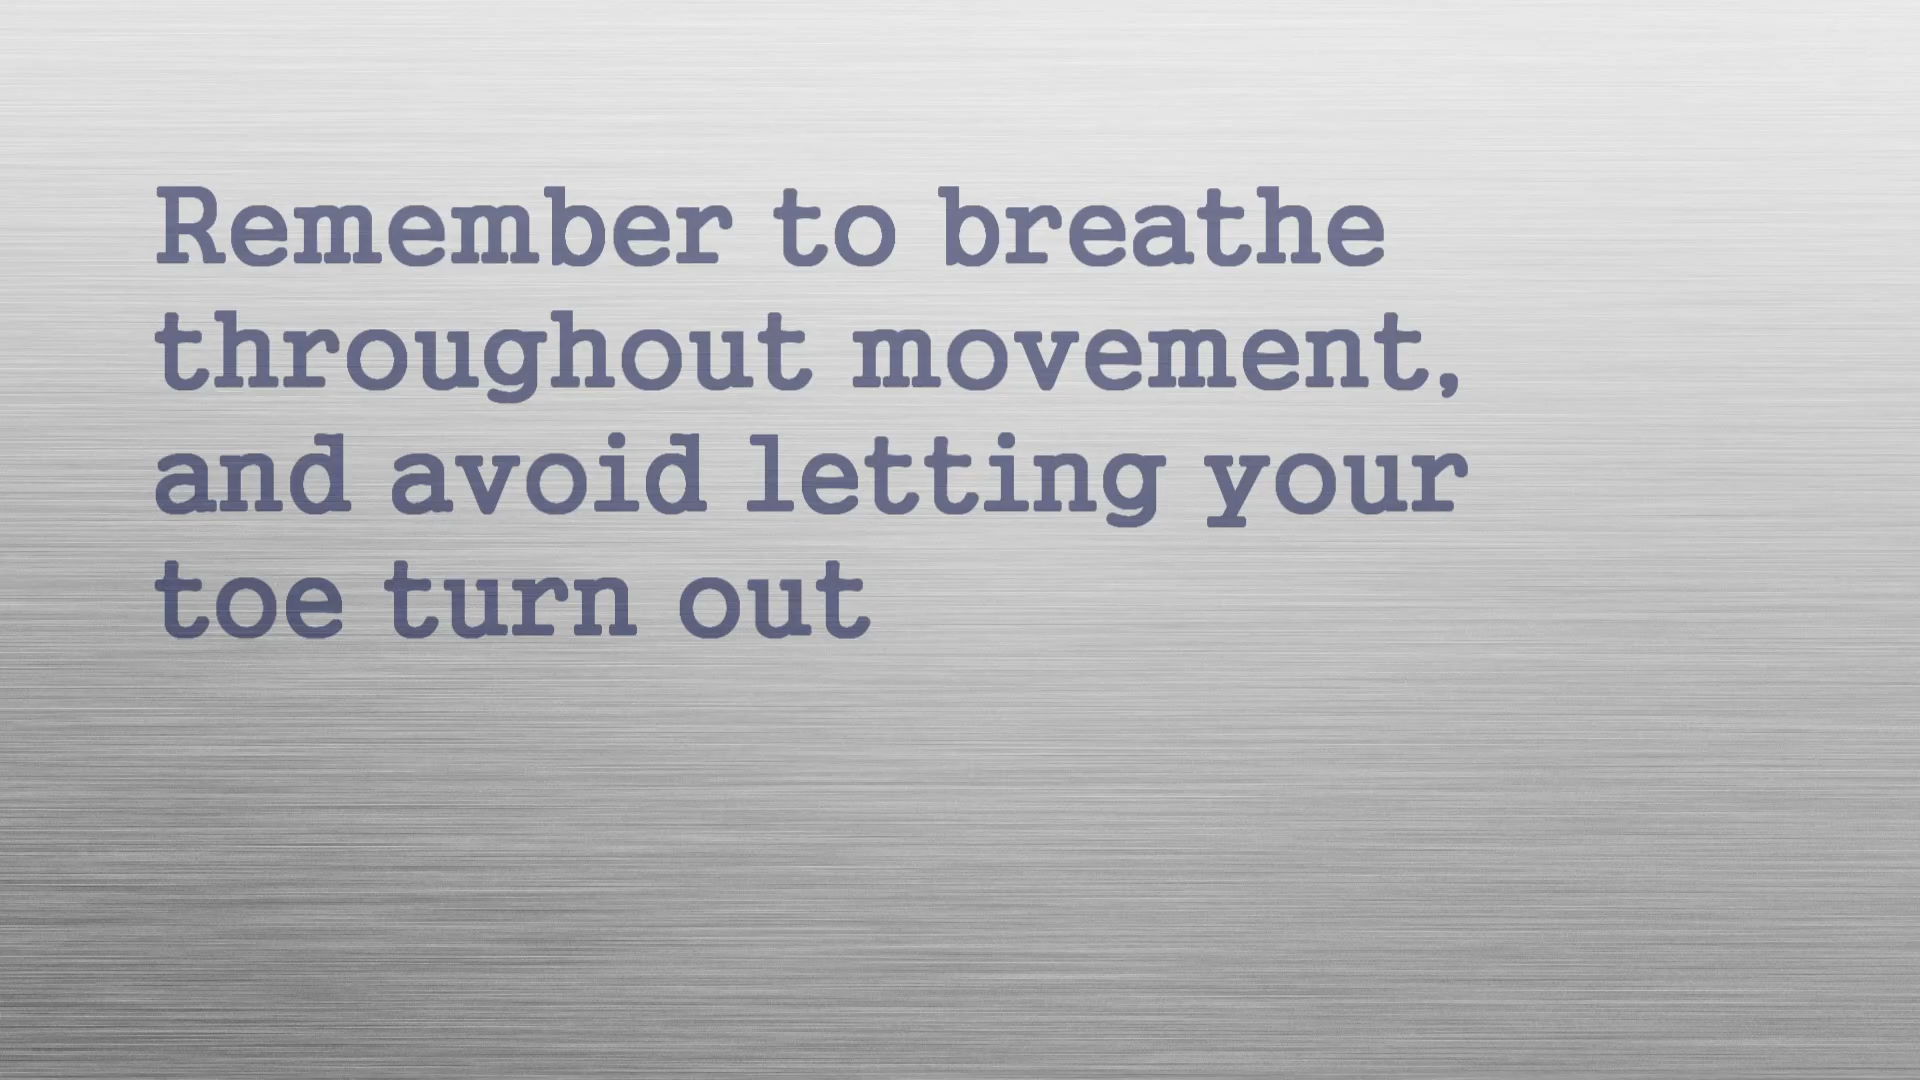 Remember to breathe
throughout movement,
and avoid letting your
toe turn out